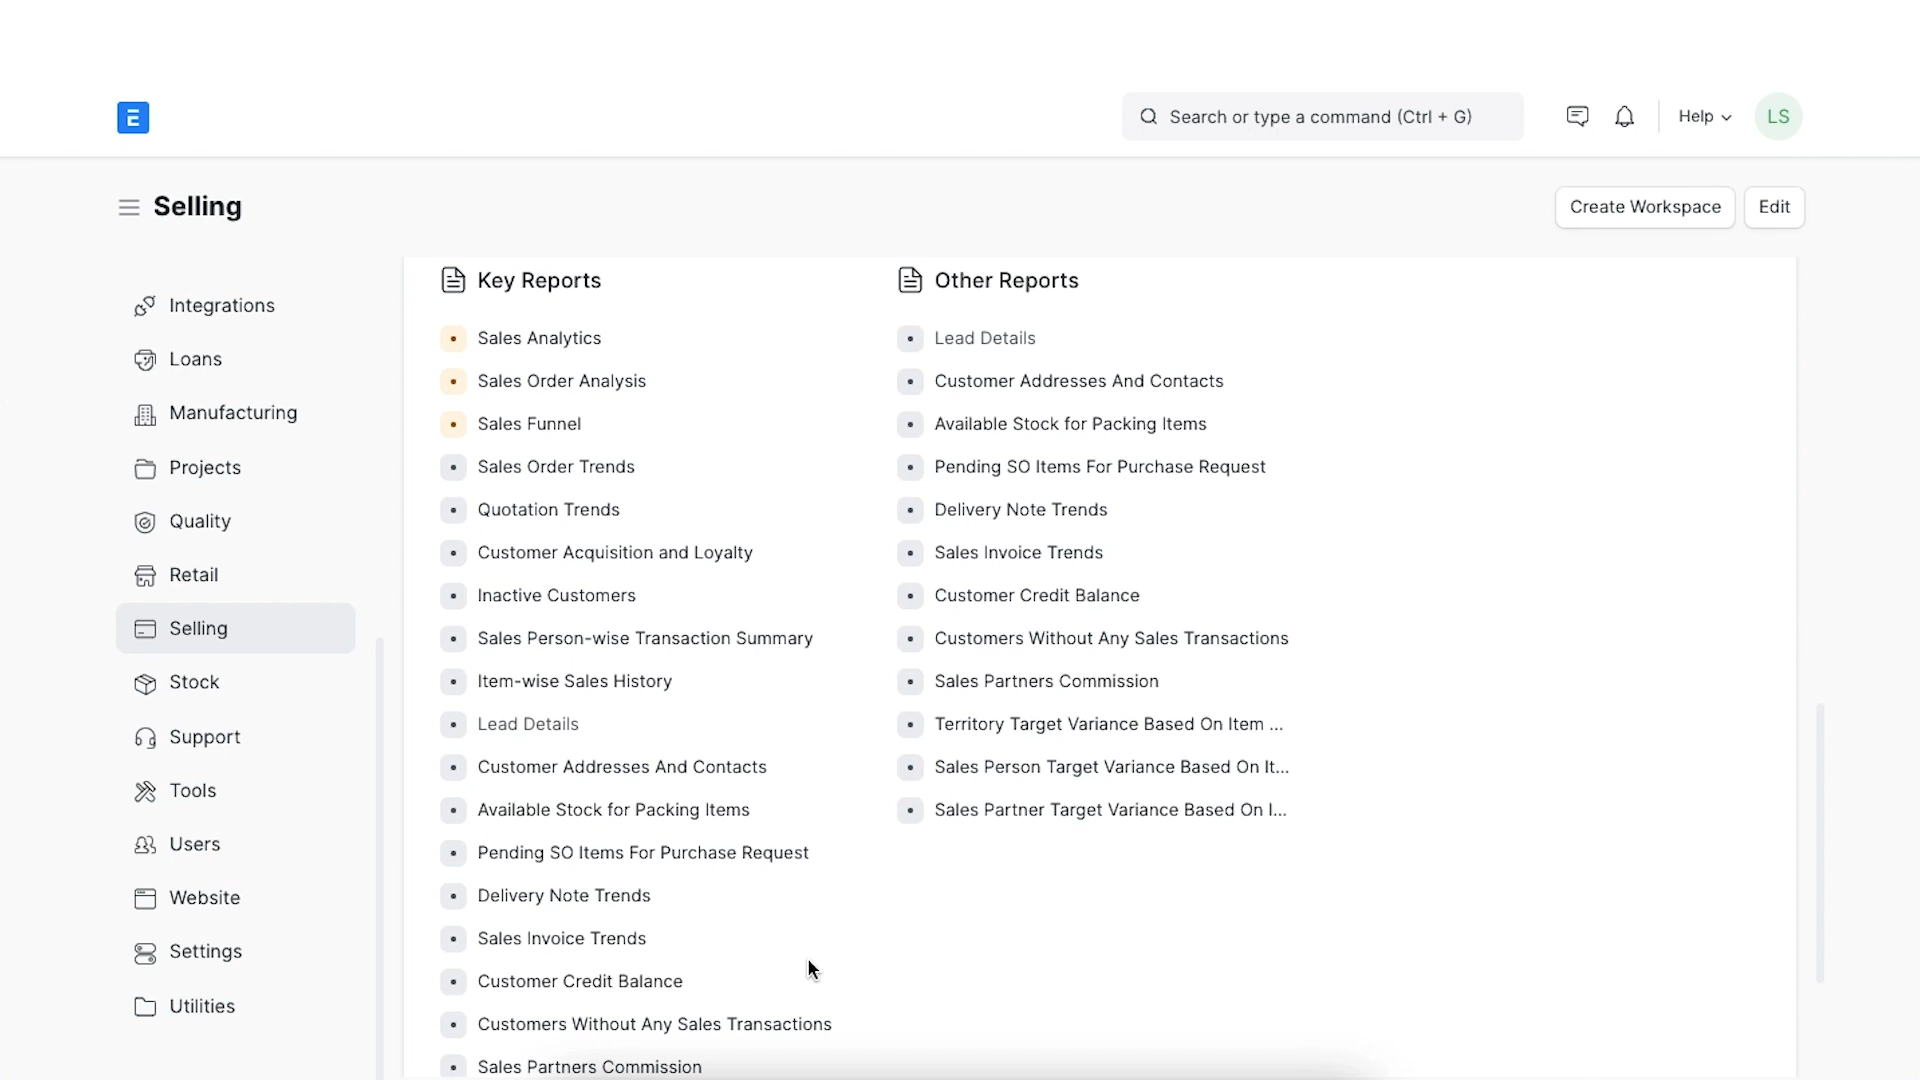 E
Search or type a command (Ctrl + G)
Help
LS
Selling
Create Workspace
Edit
Integrations
Loans
Manufacturing
Projects
Quality
Retail
Selling
Stock
Support
Tools
Users
Website
Settings
Utilities
Key Reports
Sales Analytics
Sales Order Analysis
Sales Funnel
Sales Order Trends
Quotation Trends
Customer Acquisition and Loyalty
Inactive Customers
Sales Person-wise Transaction Summary
Item-wise Sales History
Lead Details
Customer Addresses And Contacts
Available Stock for Packing Items
Pending SO Items For Purchase Request
Delivery Note Trends
Sales Invoice Trends
Customer Credit Balance
Customers Without Any Sales Transactions
Sales Partners Commission
Other Reports
Lead Details
Customer Addresses And Contacts
Available Stock for Packing Items
Pending SO Items For Purchase Request
Delivery Note Trends
Sales Invoice Trends
Customer Credit Balance
Customers Without Any Sales Transactions
Sales Partners Commission
Territory Target Variance Based On Item ...
Sales Person Target Variance Based On It...
Sales Partner Target Variance Based On I...